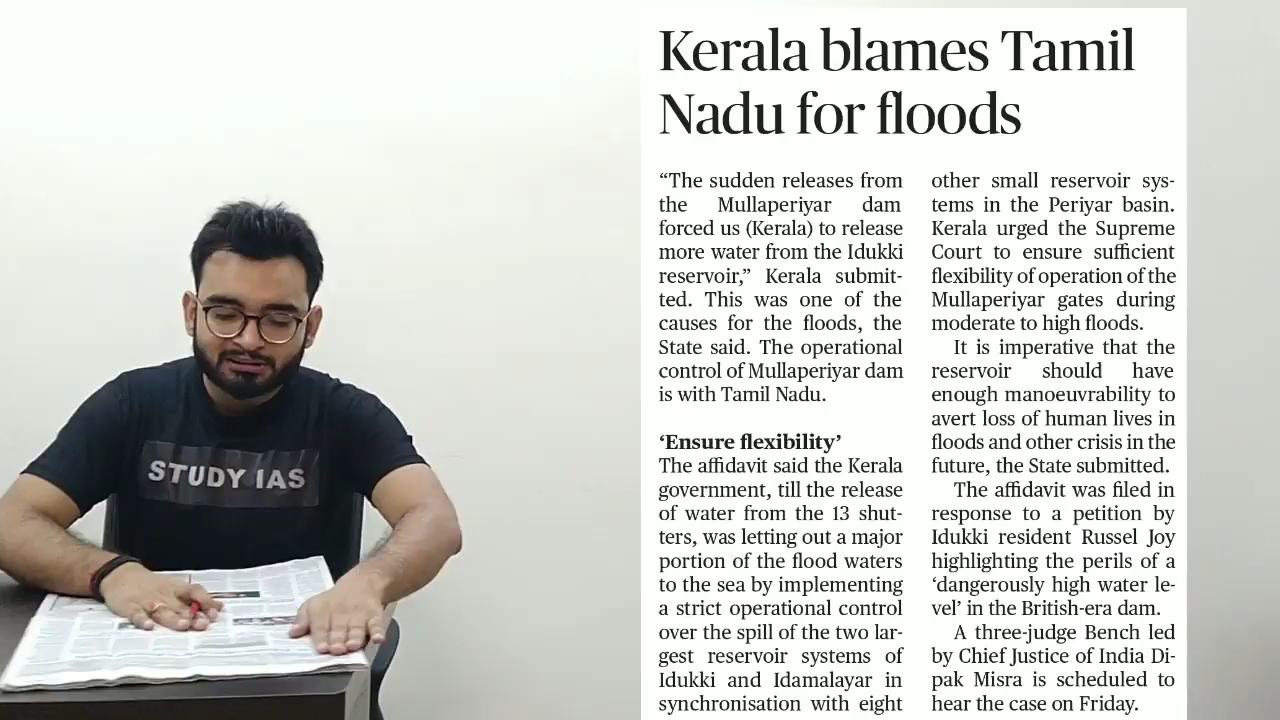 Kerala blames Tamil
Nadu for floods
“The sudden releases from
the Mullaperiyar dam
forced us (Kerala) to release
more water from the Idukki
reservoir,” Kerala submit-
ted. This was one of the
causes for the floods, the
State said. The operational
control of Mullaperiyar dam
is with Tamil Nadu.
‘Ensure flexibility’
The affidavit said the Kerala
government, till the release
of water from the 13 shut-
ters, was letting out a major
portion of the flood waters
to the sea by implementing
a strict operational control
over the spill of the two lar-
gest reservoir systems of
Idukki and Idamalayar in
synchronisation with eight
other small reservoir sys-
tems in the Periyar basin.
Kerala urged the Supreme
Court to ensure sufficient
flexibility of operation of the
Mullaperiyar gates during
moderate to high floods.
It is imperative that the
reservoir should have
enough manoeuvrability to
avert loss of human lives in
floods and other crisis in the
future, the State submitted.
The affidavit was filed in
response to a petition by
Idukki resident Russel Joy
highlighting the perils of a
‘dangerously high water le-
vel’ in the British-era dam.
A three-judge Bench led
by Chief Justice of India Di-
pak Misra is scheduled to
hear the case on Friday.
STUDY IAS